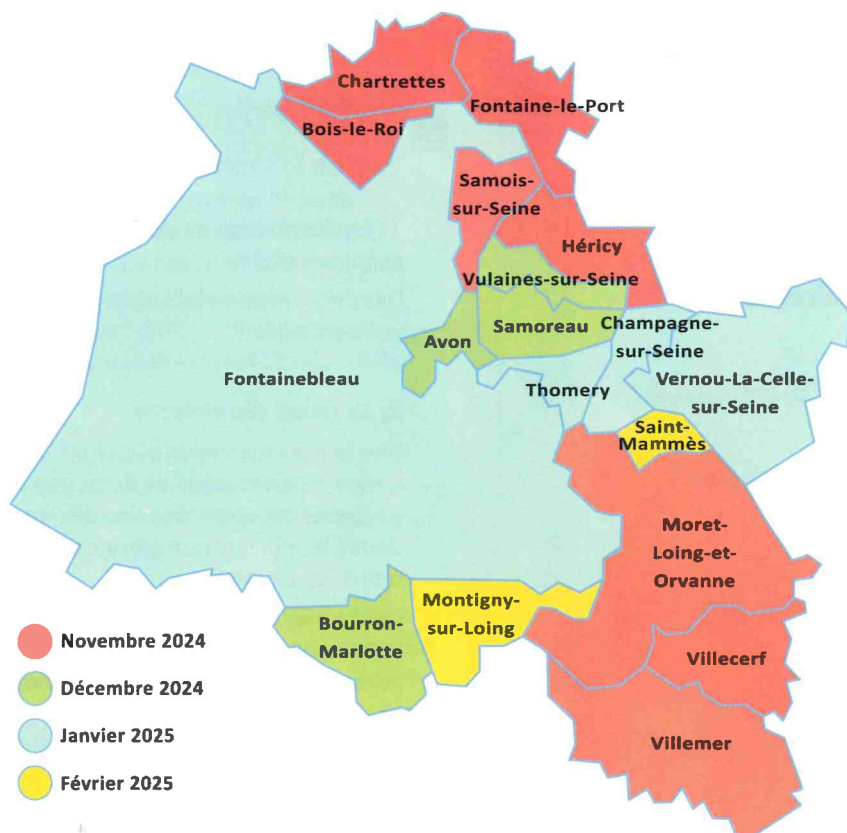 Chartrettes
Fontaine-le-Port
Bois-le-Roi
Samois-
sur-Seine
Héricy
Vulaines-sur-Seine
Samoreau
Champagne-
sur-Seine
Avon
Fontainebleau
Thomery
Vernou-La-Celle-
sur-Seine
Saint-
Mammès
Moret-
Loing-et-
Orvanne
Montigny-
sur-Loing
Bourron-
Marlotte
Villecerf
Villemer
Novembre 2024
Décembre 2024
Janvier 2025
Février 2025